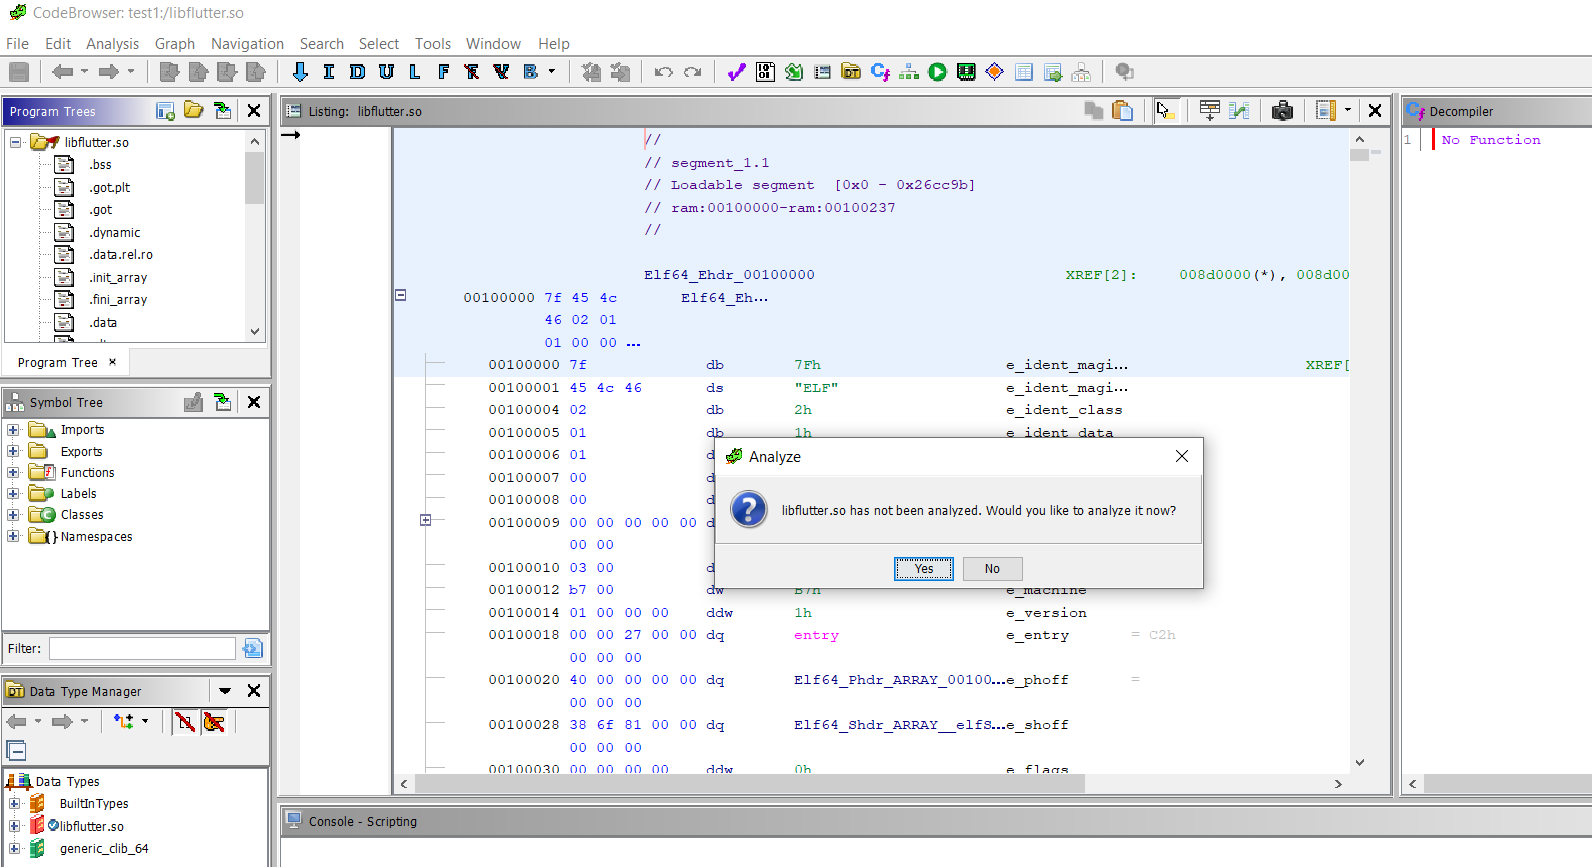 CodeBrowser: test1:/libflutter.so
File Edit Analysis Graph Navigation Search Select Tools Window Help
I D U L F B
Program Trees
libflutter.so
.bss
.got.plt
.got
.dynamic
.data.rel.ro
.init_array
.fini_array
.data
Program Tree ×
Symbol Tree
Imports
Exports
Functions
Labels
Classes
Namespaces
Filter:
Data Type Manager
Data Types
BuiltInTypes
libflutter.so
generic_clib_64
Listing: libflutter.so
//
// segment_1.1
// Loadable segment [0x0 - 0x26cc9b]
// ram:00100000-ram:00100237
//
Elf64_Ehdr_00100000 XREF[2]: 008d0000(*), 008d00
00100000 7f 45 4c Elf64_Eh...
46 02 01
01 00 00 ...
00100000 7f db 7Fh e_ident_magi... XREF[
00100001 45 4c 46 ds "ELF" e_ident_magi...
00100004 02 db 2h e_ident_class
00100005 01 db 1h e_ident_data
00100006 01 d
00100007 00 d
00100008 00 d
00100009 00 00 00 00 00 d
00 00
00100010 03 00 d
00100012 b7 00 dw B7h e_machine
00100014 01 00 00 00 ddw 1h e_version
00100018 00 00 27 00 00 dq entry e_entry = C2h
00 00 00
00100020 40 00 00 00 00 dq Elf64_Phdr_ARRAY_00100...e_phoff =
00 00 00
00100028 38 6f 81 00 00 dq Elf64_Shdr_ARRAY__elfS...e_shoff
00 00 00
00100030 00 00 00 00 ddw 0h e_flags
Analyze
libflutter.so has not been analyzed. Would you like to analyze it now?
Yes No
Decompiler
1 No Function
Console - Scripting